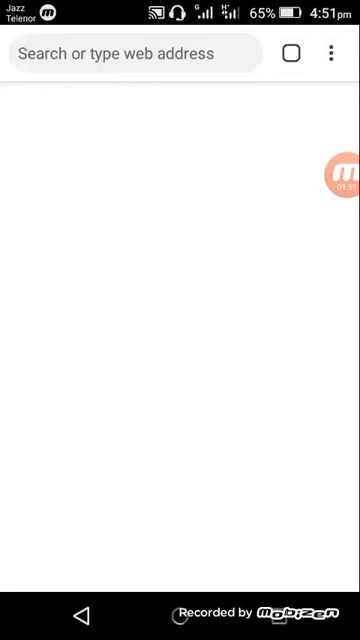 Jazz
Telenor
G
H+
65%
4:51pm
Search or type web address
01:51
Recorded by mobizen